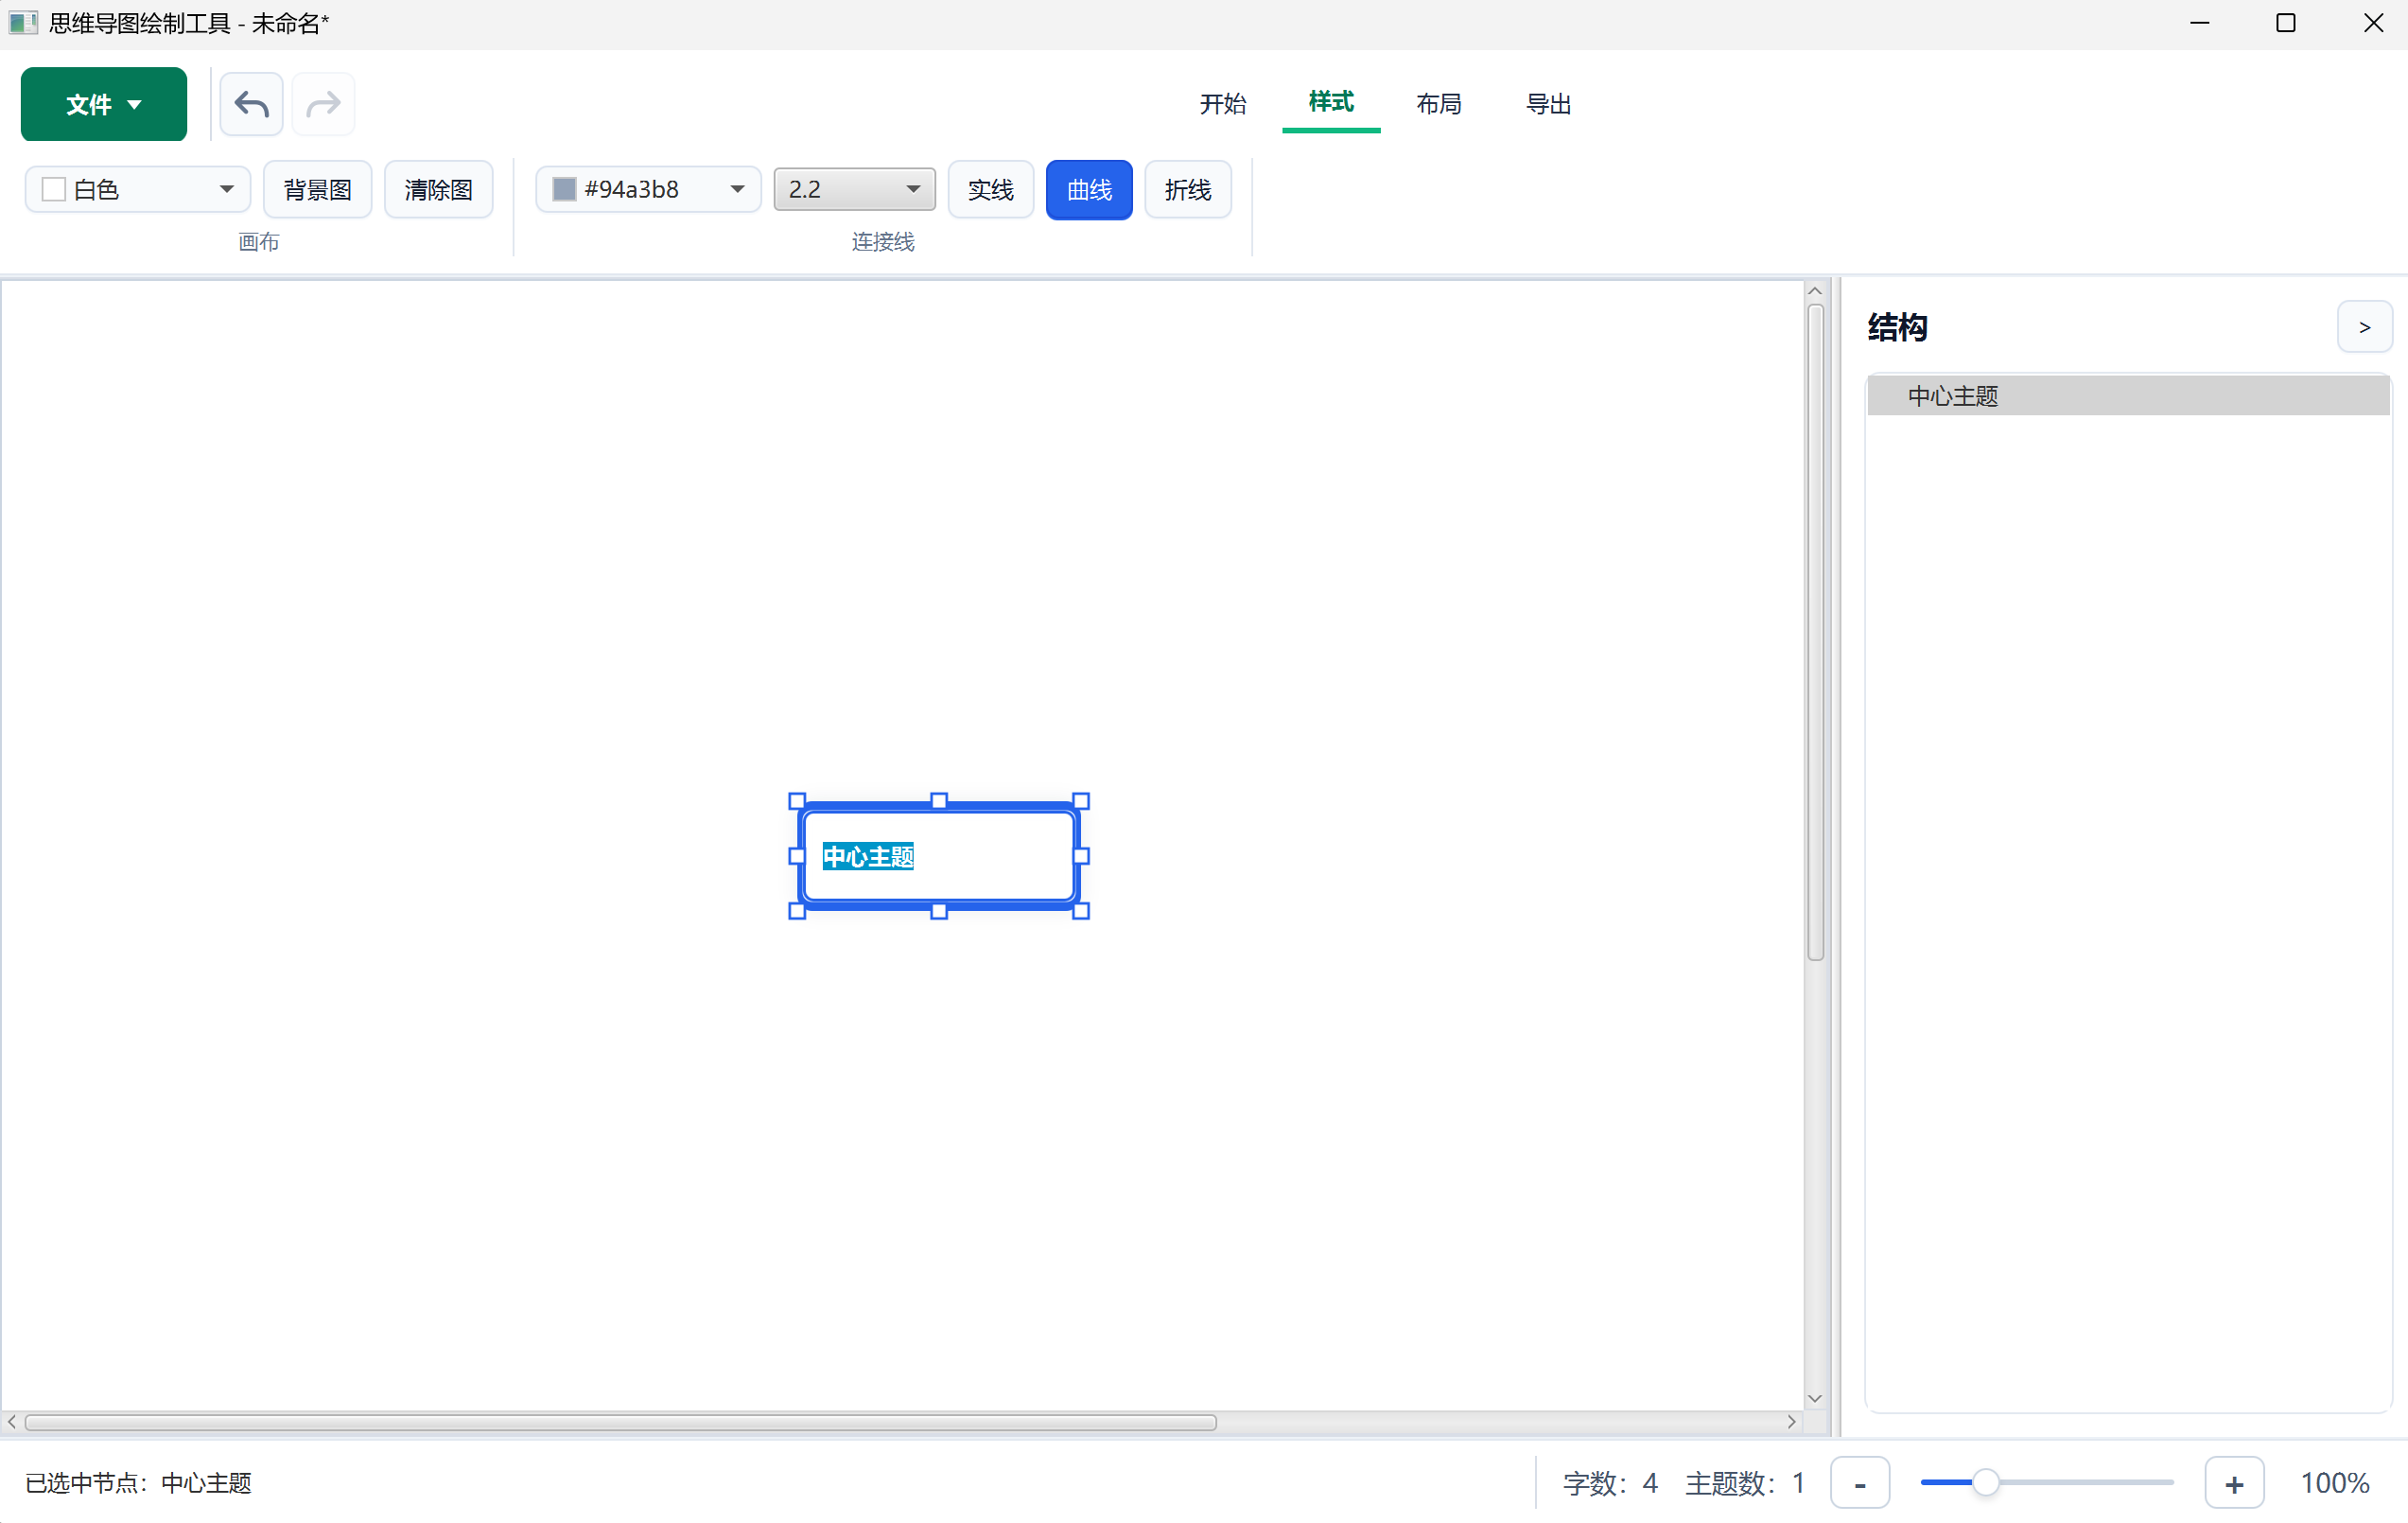 思维导图绘制工具 - 未命名*
文件
开始 样式 布局 导出
白色 背景图 清除图 #94a3b8 2.2 实线 曲线 折线
画布 连接线
结构 >
中心主题
中心主题
已选中节点：中心主题 字数：4 主题数：1 - + 100%